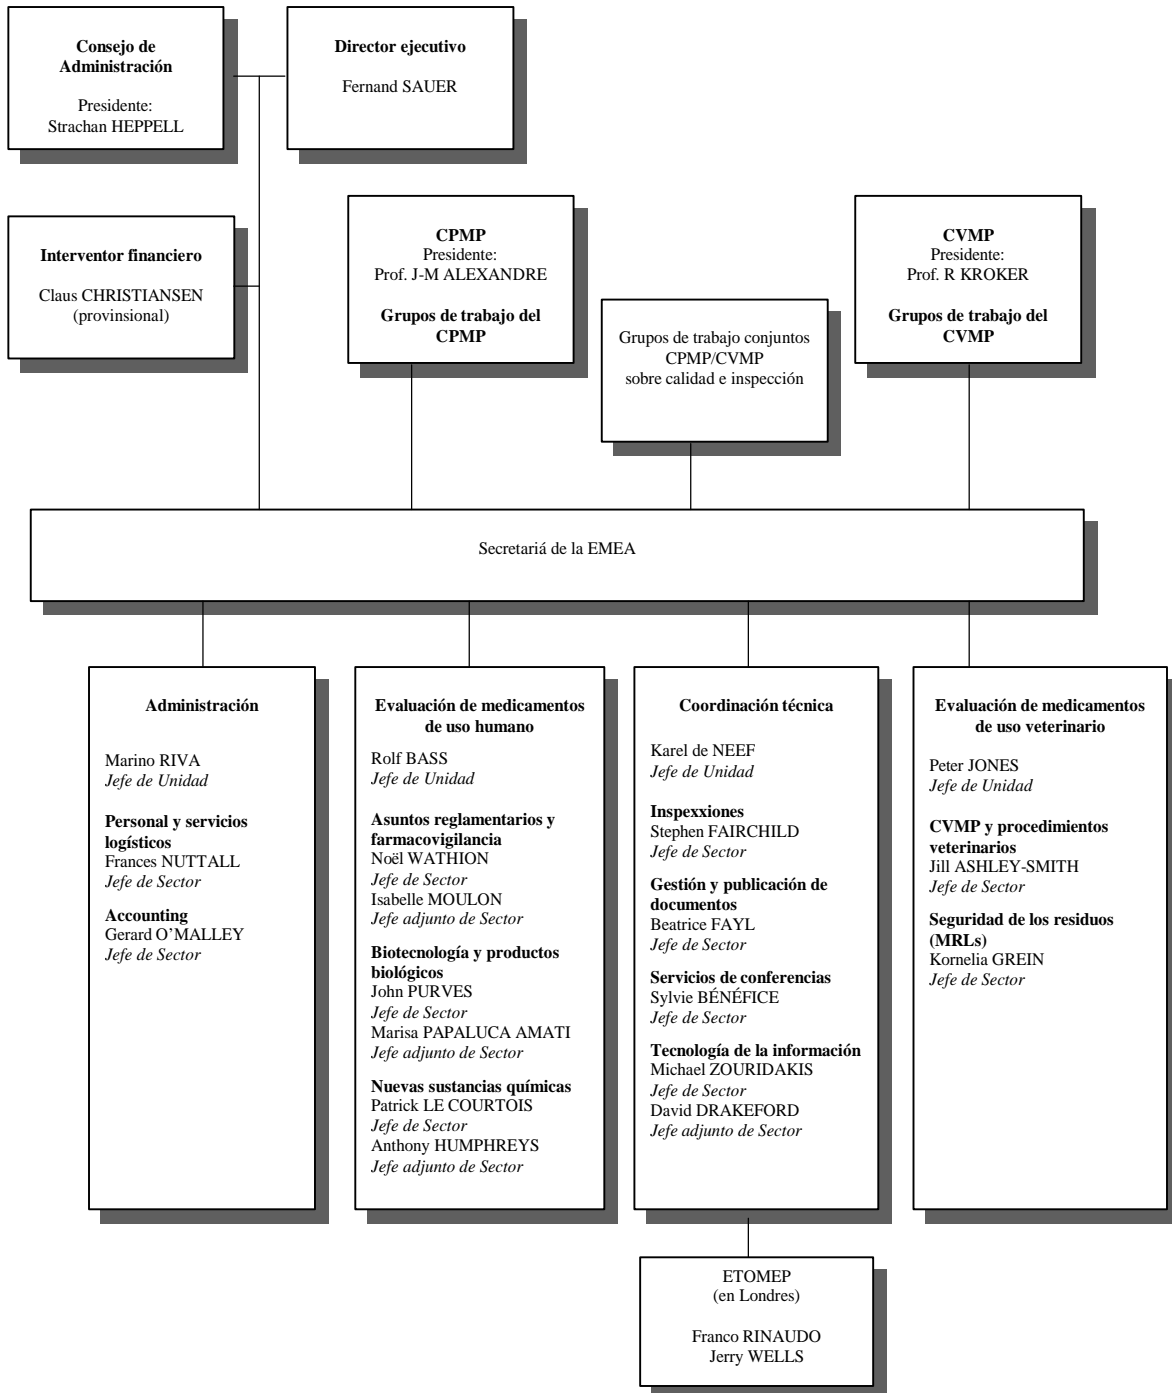 Consejo de
Administración
Presidente:
Strachan HEPPELL
Director ejecutivo
Fernand SAUER
Interventor financiero
Claus CHRISTIANSEN
(provinsional)
CPMP
Presidente:
Prof. J-M ALEXANDRE
Grupos de trabajo del
CPMP
Grupos de trabajo conjuntos
CPMP/CVMP
sobre calidad e inspección
CVMP
Presidente:
Prof. R KROKER
Grupos de trabajo del
CVMP
Secretariá de la EMEA
Administración
Marino RIVA
Jefe de Unidad
Personal y servicios
logísticos
Frances NUTTALL
Jefe de Sector
Accounting
Gerard O’MALLEY
Jefe de Sector
Evaluación de medicamentos
de uso humano
Rolf BASS
Jefe de Unidad
Asuntos reglamentarios y
farmacovigilancia
Noël WATHION
Jefe de Sector
Isabelle MOULON
Jefe adjunto de Sector
Biotecnología y productos
biológicos
John PURVES
Jefe de Sector
Marisa PAPALUCA AMATI
Jefe adjunto de Sector
Nuevas sustancias químicas
Patrick LE COURTOIS
Jefe de Sector
Anthony HUMPHREYS
Jefe adjunto de Sector
Coordinación técnica
Karel de NEEF
Jefe de Unidad
Inspexxiones
Stephen FAIRCHILD
Jefe de Sector
Gestión y publicación de
documentos
Beatrice FAYL
Jefe de Sector
Servicios de conferencias
Sylvie BÉNÉFICE
Jefe de Sector
Tecnología de la información
Michael ZOURIDAKIS
Jefe de Sector
David DRAKEFORD
Jefe adjunto de Sector
Evaluación de medicamentos
de uso veterinario
Peter JONES
Jefe de Unidad
CVMP y procedimientos
veterinarios
Jill ASHLEY-SMITH
Jefe de Sector
Seguridad de los residuos
(MRLs)
Kornelia GREIN
Jefe de Sector
ETOMEP
(en Londres)
Franco RINAUDO
Jerry WELLS